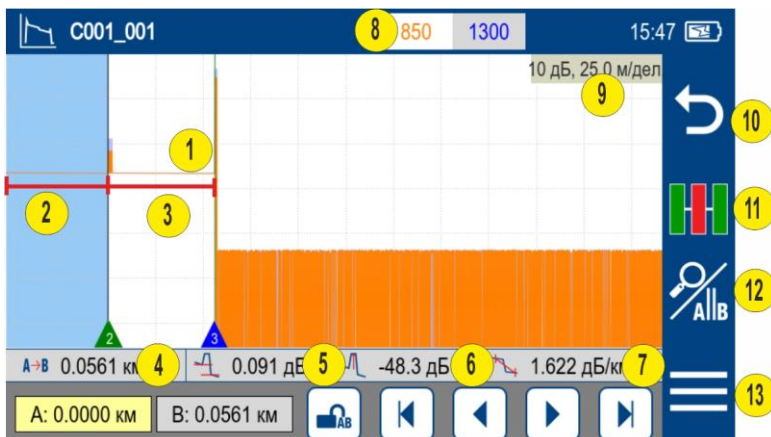 C001_001
8
850
1300
15:47
10 дБ, 25.0 м/дел
9
10
1
2
3
11
12
AB
2
3
A→B 0.0561 км
4
0.091 дБ
5
-48.3 дБ
6
1.622 дБ/км
7
13
A: 0.0000 км
B: 0.0561 км
AB